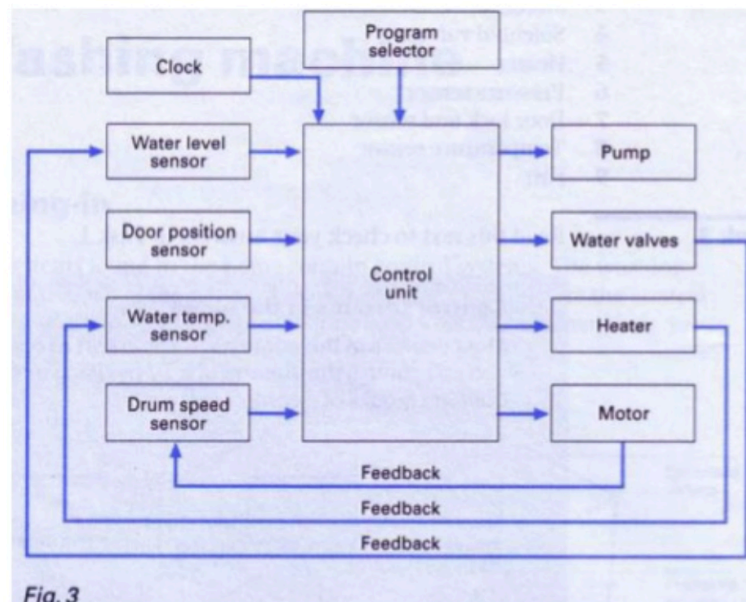 Program
selector
Clock
Water level
sensor
Pump
Door position
sensor
Water valves
Control
unit
Water temp.
sensor
Heater
Drum speed
sensor
Motor
Feedback
Feedback
Feedback
Fig. 3